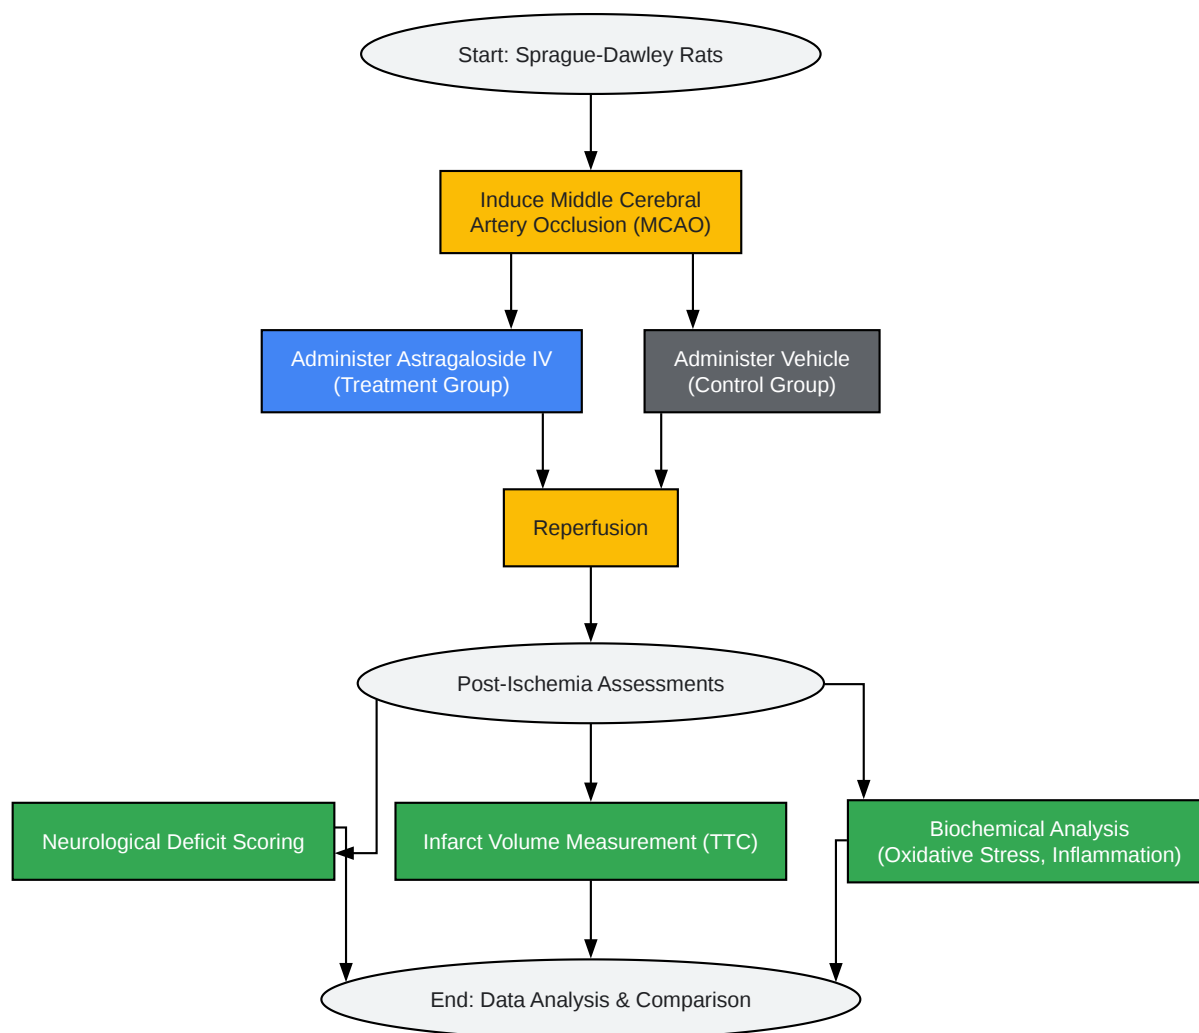 Start: Sprague-Dawley Rats
Induce Middle Cerebral
Artery Occlusion (MCAO)
Administer Astragaloside IV
(Treatment Group)
Administer Vehicle
(Control Group)
Reperfusion
Post-Ischemia Assessments
Neurological Deficit Scoring
Infarct Volume Measurement (TTC)
Biochemical Analysis
(Oxidative Stress, Inflammation)
End: Data Analysis & Comparison